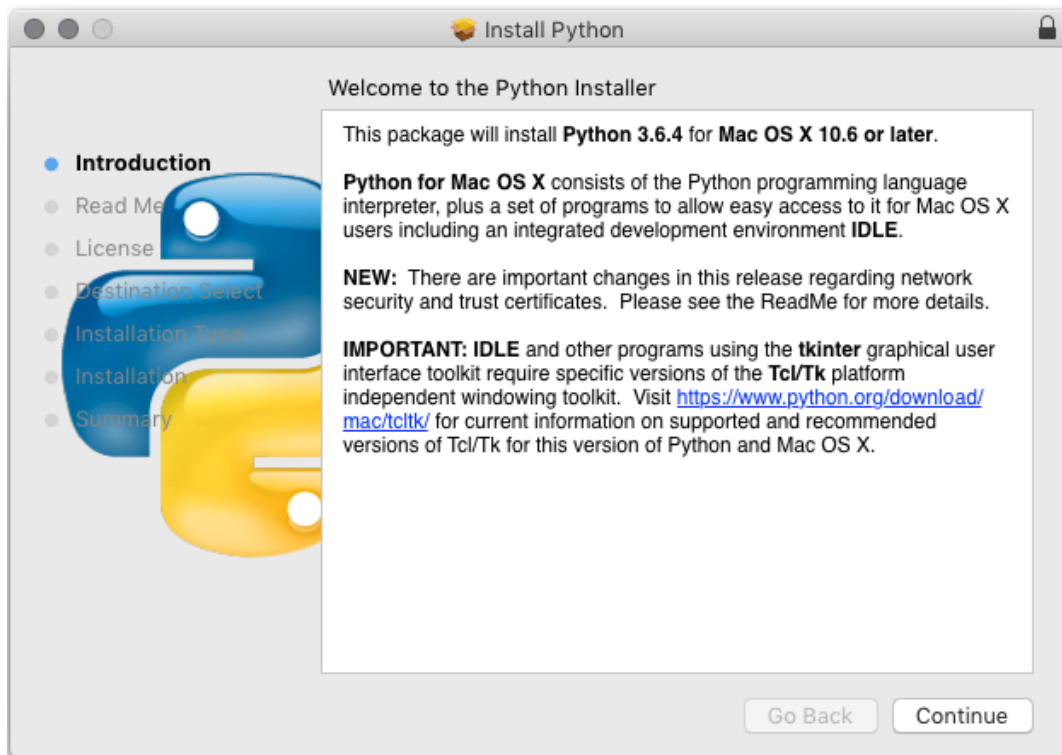 Install Python
Welcome to the Python Installer
Introduction
Read Me
License
Destination Select
Installation Type
Installation
Summary
This package will install Python 3.6.4 for Mac OS X 10.6 or later.
Python for Mac OS X consists of the Python programming language
interpreter, plus a set of programs to allow easy access to it for Mac OS X
users including an integrated development environment IDLE.
NEW:  There are important changes in this release regarding network
security and trust certificates.  Please see the ReadMe for more details.
IMPORTANT: IDLE and other programs using the tkinter graphical user
interface toolkit require specific versions of the Tcl/Tk platform
independent windowing toolkit.  Visit https://www.python.org/download/
mac/tcltk/ for current information on supported and recommended
versions of Tcl/Tk for this version of Python and Mac OS X.
Go Back
Continue